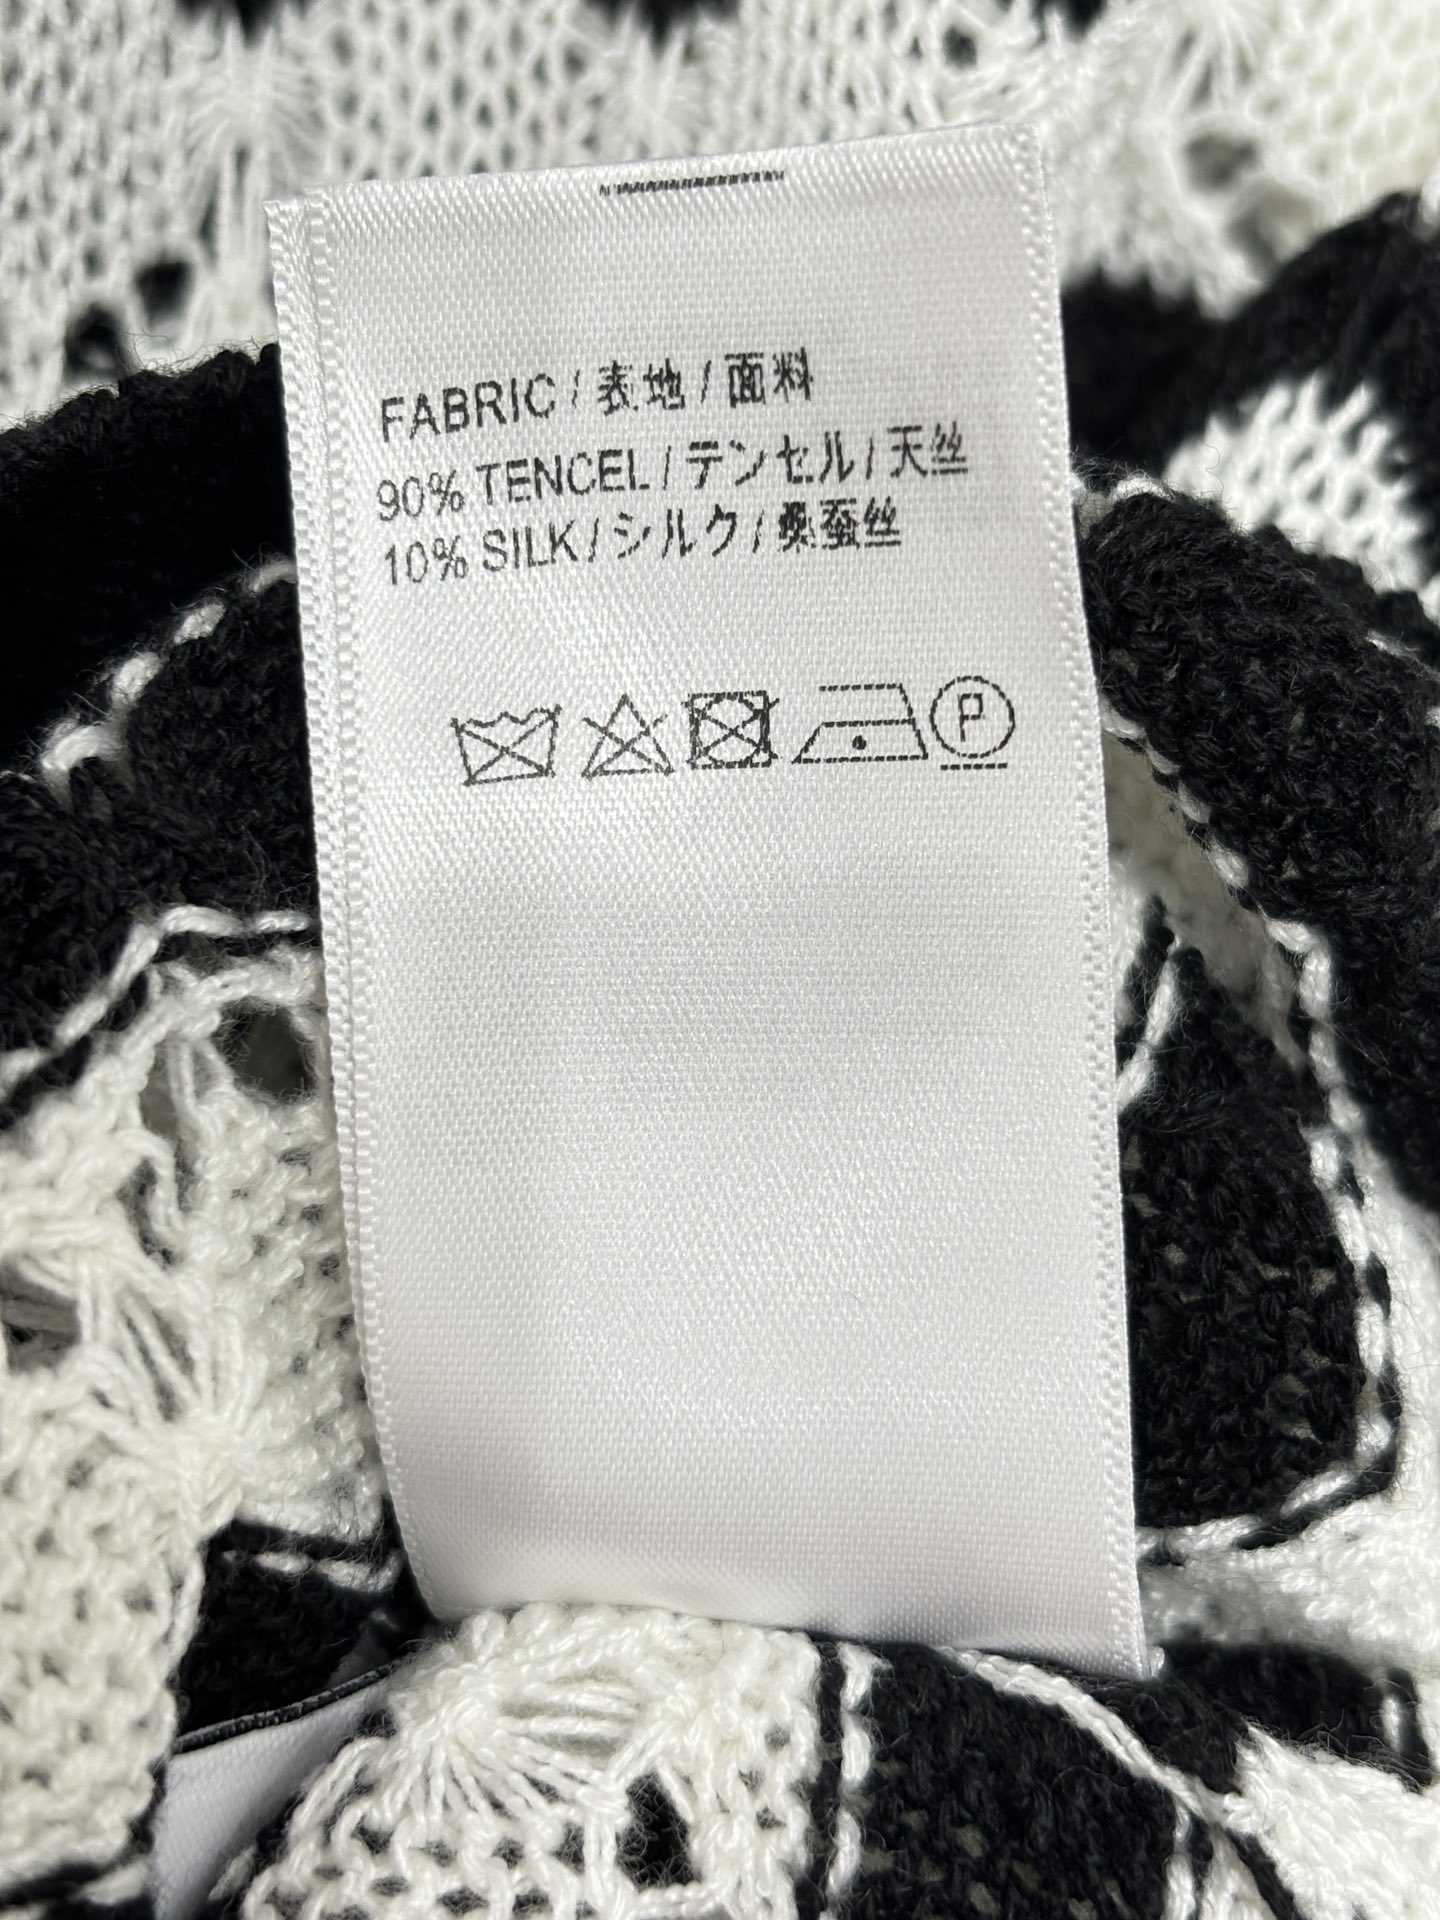 FABRIC / 表地 / 面料
90% TENCEL / テンセル / 天丝
10% SILK / シルク / 桑蚕丝
P